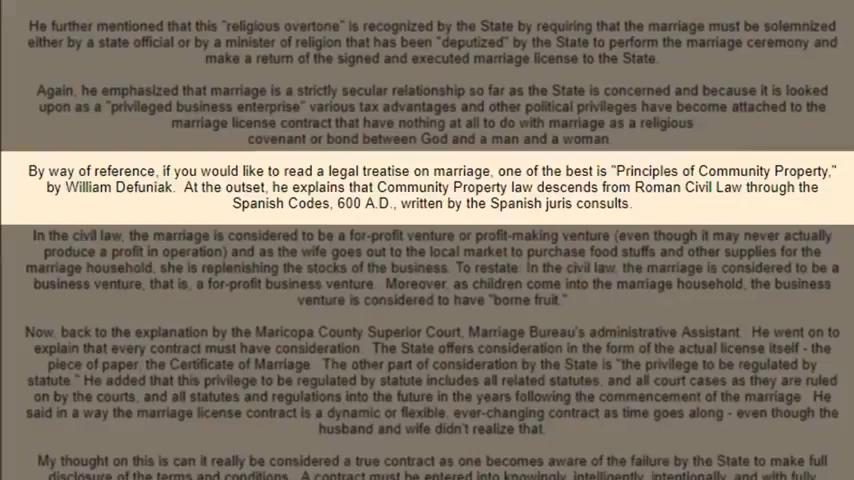 He further mentioned that this "religious overtone" is recognized by the State by requiring that the marriage must be solemnized
either by a state official or by a minister of religion that has been "deputized" by the State to perform the marriage ceremony and
make a return of the signed and executed marriage license to the State.
Again, he emphasized that marriage is a strictly secular relationship so far as the State is concerned and because it is looked
upon as a "privileged business enterprise" various tax advantages and other political privileges have become attached to the
marriage license contract that have nothing at all to do with marriage as a religious
covenant or bond between God and a man and a woman.
By way of reference, if you would like to read a legal treatise on marriage, one of the best is "Principles of Community Property,"
by William Defuniak. At the outset, he explains that Community Property law descends from Roman Civil Law through the
Spanish Codes, 600 A.D., written by the Spanish juris consults.
In the civil law, the marriage is considered to be a for-profit venture or profit-making venture (even though it may never actually
produce a profit in operation) and as the wife goes out to the local market to purchase food stuffs and other supplies for the
marriage household, she is replenishing the stocks of the business. To restate: In the civil law, the marriage is considered to be a
business venture, that is, a for-profit business venture. Moreover, as children come into the marriage household, the business
venture is considered to have "borne fruit."
Now, back to the explanation by the Maricopa County Superior Court, Marriage Bureau's administrative Assistant. He went on to
explain that every contract must have consideration. The State offers consideration in the form of the actual license itself - the
piece of paper, the Certificate of Marriage. The other part of consideration by the State is "the privilege to be regulated by
statute." He added that this privilege to be regulated by statute includes all related statutes, and all court cases as they are ruled
on by the courts, and all statutes and regulations into the future in the years following the commencement of the marriage. He
said in a way the marriage license contract is a dynamic or flexible, ever-changing contract as time goes along - even though the
husband and wife didn't realize that.
My thought on this is can it really be considered a true contract as one becomes aware of the failure by the State to make full
disclosure of the terms and conditions. A contract must be entered into knowingly, intelligently, intentionally, and with fully